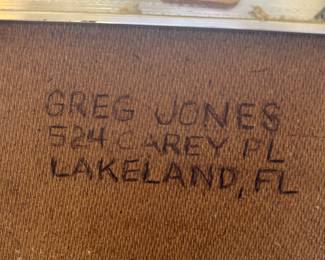 GREG JONES
524 CAREY PL
LAKELAND, FL